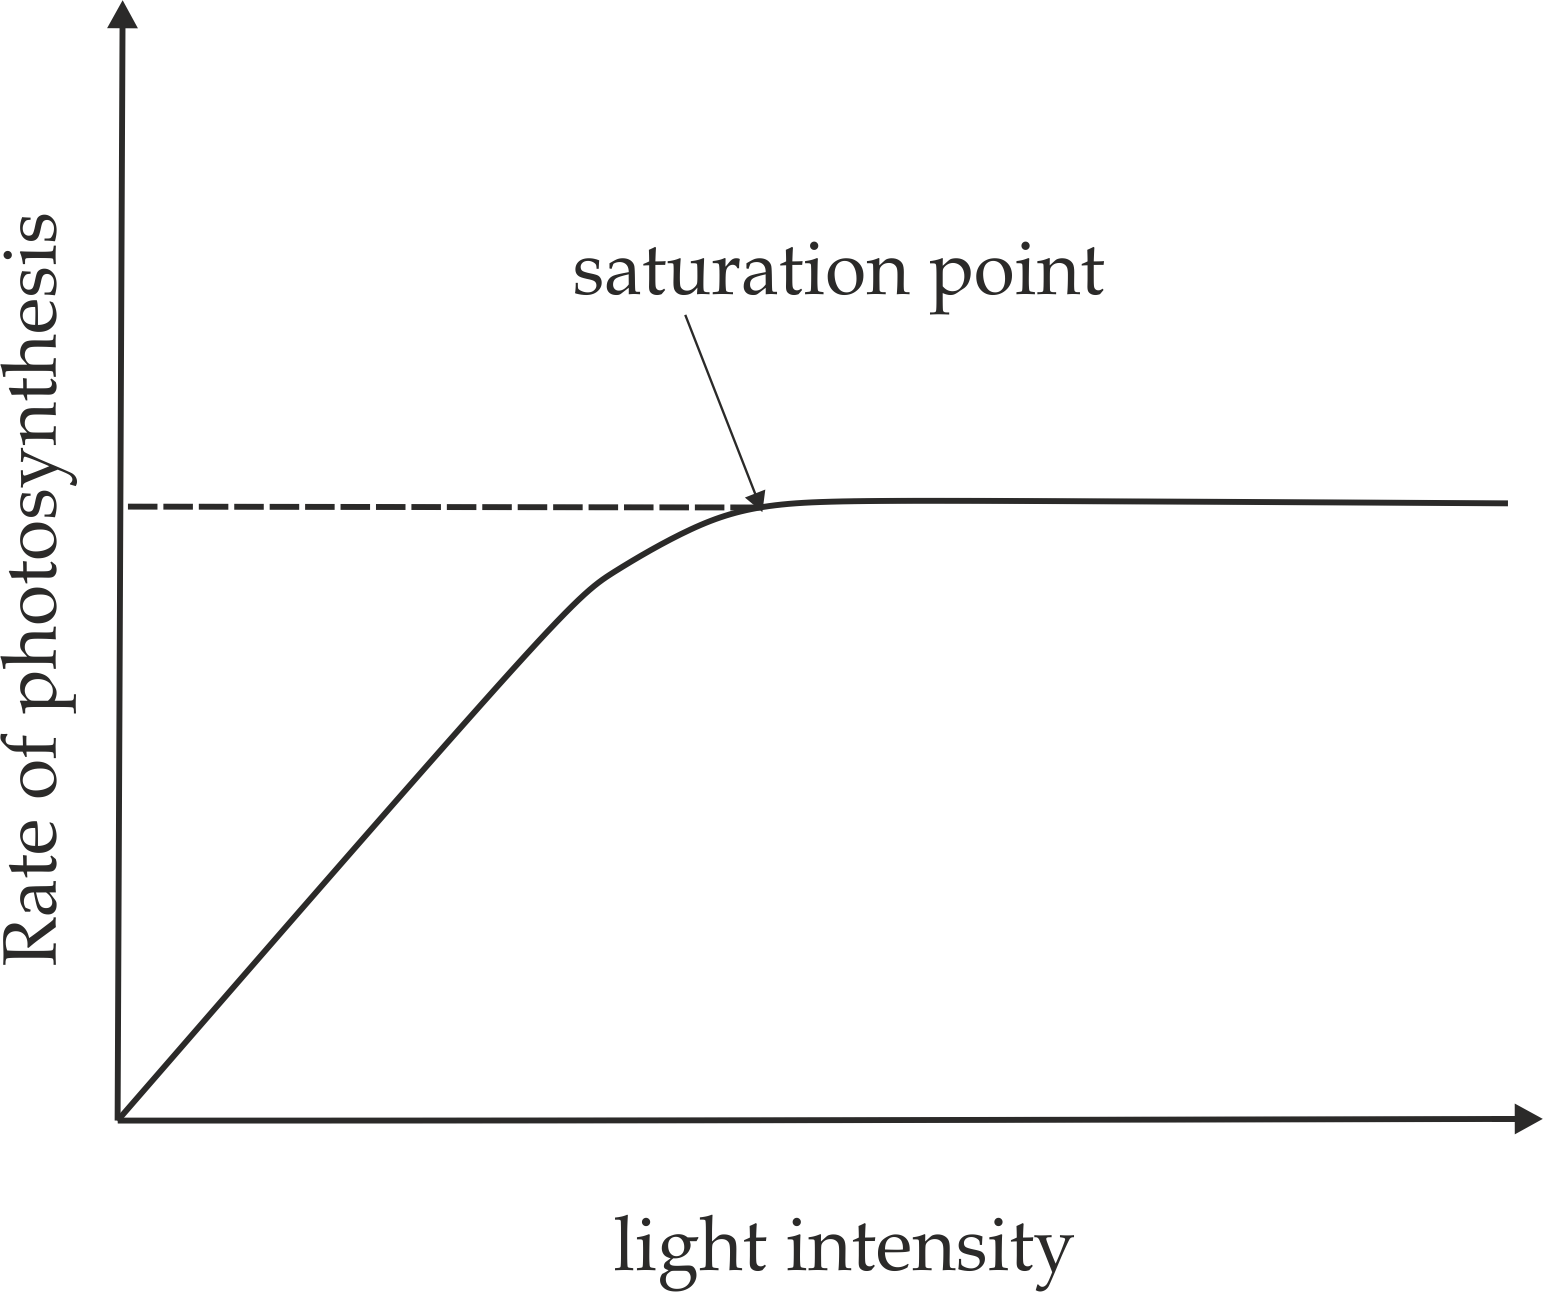 Rate of photosynthesis
saturation point
light intensity